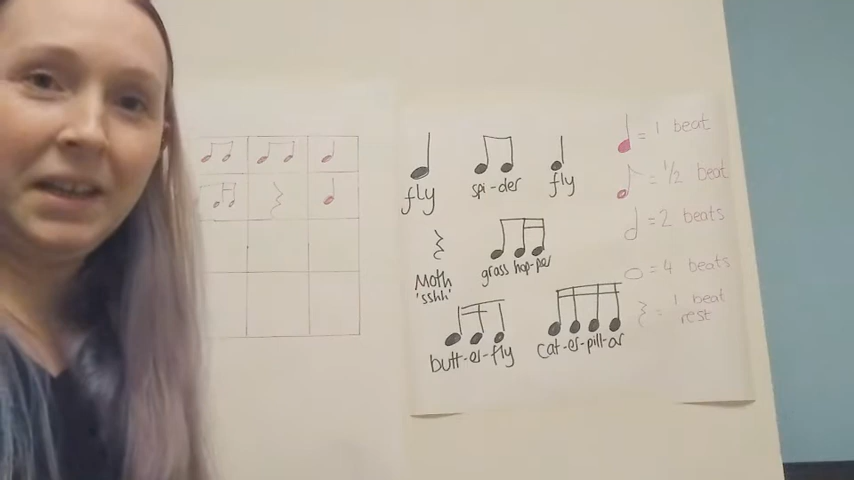 fly spi-der fly
Moth grass hop-per
'sshh'
butt-er-fly cat-er-pill-ar
= 1 beat
= 1/2 beat
= 2 beats
= 4 beats
= 1 beat
rest